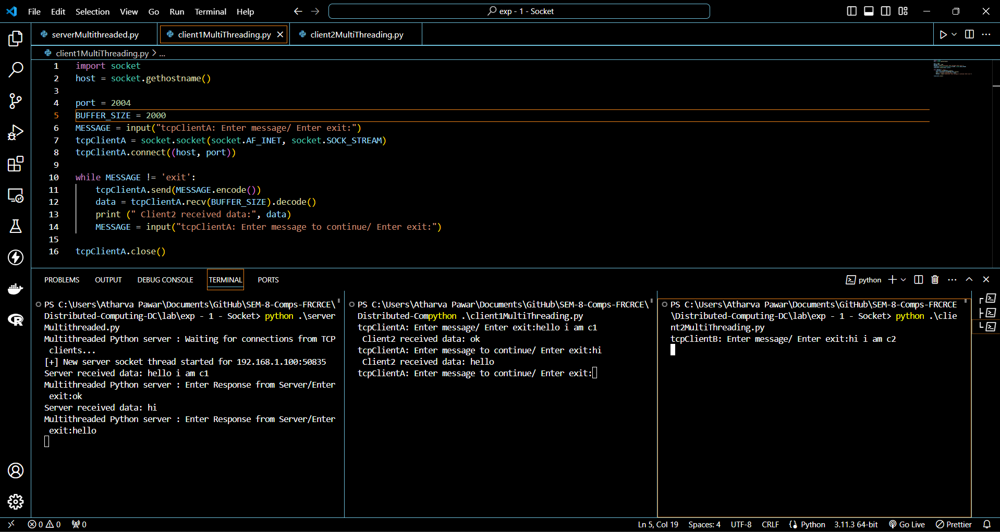 File Edit Selection View Go Run Terminal Help
exp - 1 - Socket
serverMultithreaded.py client1MultiThreading.py client2MultiThreading.py
client1MultiThreading.py > ...
1 import socket
2 host = socket.gethostname()
3
4 port = 2004
5 BUFFER_SIZE = 2000
6 MESSAGE = input("tcpClientA: Enter message/ Enter exit:")
7 tcpClientA = socket.socket(socket.AF_INET, socket.SOCK_STREAM)
8 tcpClientA.connect((host, port))
9
10 while MESSAGE != 'exit':
11     tcpClientA.send(MESSAGE.encode())
12     data = tcpClientA.recv(BUFFER_SIZE).decode()
13     print (" Client2 received data:", data)
14     MESSAGE = input("tcpClientA: Enter message to continue/ Enter exit:")
15
16 tcpClientA.close()
PROBLEMS OUTPUT DEBUG CONSOLE TERMINAL PORTS
python
PS C:\Users\Atharva Pawar\Documents\GitHub\SEM-8-Comps-FRCRCE\
Distributed-Computing-DC\lab\exp - 1 - Socket> python .\server
Multithreaded.py
Multithreaded Python server : Waiting for connections from TCP
 clients...
[+] New server socket thread started for 192.168.1.100:50835
Server received data: hello i am c1
Multithreaded Python server : Enter Response from Server/Enter
 exit:ok
Server received data: hi
Multithreaded Python server : Enter Response from Server/Enter
 exit:hello
PS C:\Users\Atharva Pawar\Documents\GitHub\SEM-8-Comps-FRCRCE\
Distributed-Compython .\client1MultiThreading.py
tcpClientA: Enter message/ Enter exit:hello i am c1
 Client2 received data: ok
tcpClientA: Enter message to continue/ Enter exit:hi
 Client2 received data: hello
tcpClientA: Enter message to continue/ Enter exit:
PS C:\Users\Atharva Pawar\Documents\GitHub\SEM-8-Comps-FRCRCE
\Distributed-Computing-DC\lab\exp - 1 - Socket> python .\clie
nt2MultiThreading.py
tcpClientB: Enter message/ Enter exit:hi i am c2
0 0 0
Ln 5, Col 19 Spaces: 4 UTF-8 CRLF Python 3.11.3 64-bit Go Live Prettier